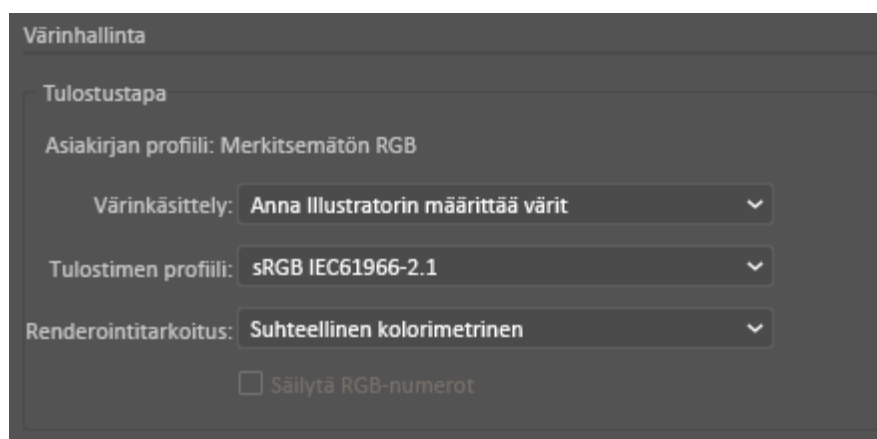 Värinhallinta
Tulostustapa
Asiakirjan profiili: Merkitsemätön RGB
Värinkäsittely: Anna Illustratorin määrittää värit
Tulostimen profiili: sRGB IEC61966-2.1
Renderointitarkoitus: Suhteellinen kolorimetrinen
Säilytä RGB-numerot